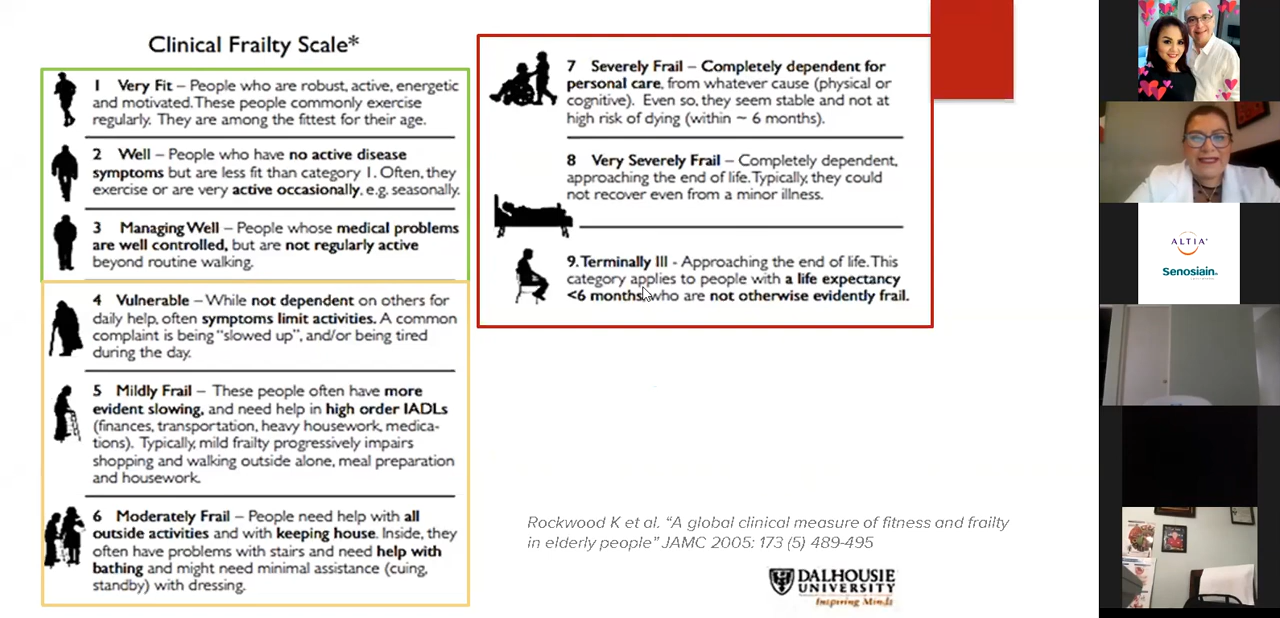 Clinical Frailty Scale*
1 Very Fit – People who are robust, active, energetic
and motivated. These people commonly exercise
regularly. They are among the fittest for their age.
2 Well – People who have no active disease
symptoms but are less fit than category 1. Often, they
exercise or are very active occasionally, e.g. seasonally.
3 Managing Well – People whose medical problems
are well controlled, but are not regularly active
beyond routine walking.
4 Vulnerable – While not dependent on others for
daily help, often symptoms limit activities. A common
complaint is being "slowed up", and/or being tired
during the day.
5 Mildly Frail – These people often have more
evident slowing, and need help in high order IADLs
(finances, transportation, heavy housework, medica-
tions). Typically, mild frailty progressively impairs
shopping and walking outside alone, meal preparation
and housework.
6 Moderately Frail – People need help with all
outside activities and with keeping house. Inside, they
often have problems with stairs and need help with
bathing and might need minimal assistance (cuing,
standby) with dressing.
7 Severely Frail – Completely dependent for
personal care, from whatever cause (physical or
cognitive). Even so, they seem stable and not at
high risk of dying (within ~ 6 months).
8 Very Severely Frail – Completely dependent,
approaching the end of life. Typically, they could
not recover even from a minor illness.
9. Terminally Ill - Approaching the end of life. This
category applies to people with a life expectancy
<6 months, who are not otherwise evidently frail.
Rockwood K et al. "A global clinical measure of fitness and frailty
in elderly people" JAMC 2005: 173 (5) 489-495
DALHOUSIE
UNIVERSITY
Inspiring Minds
ALTIA
Senosiain